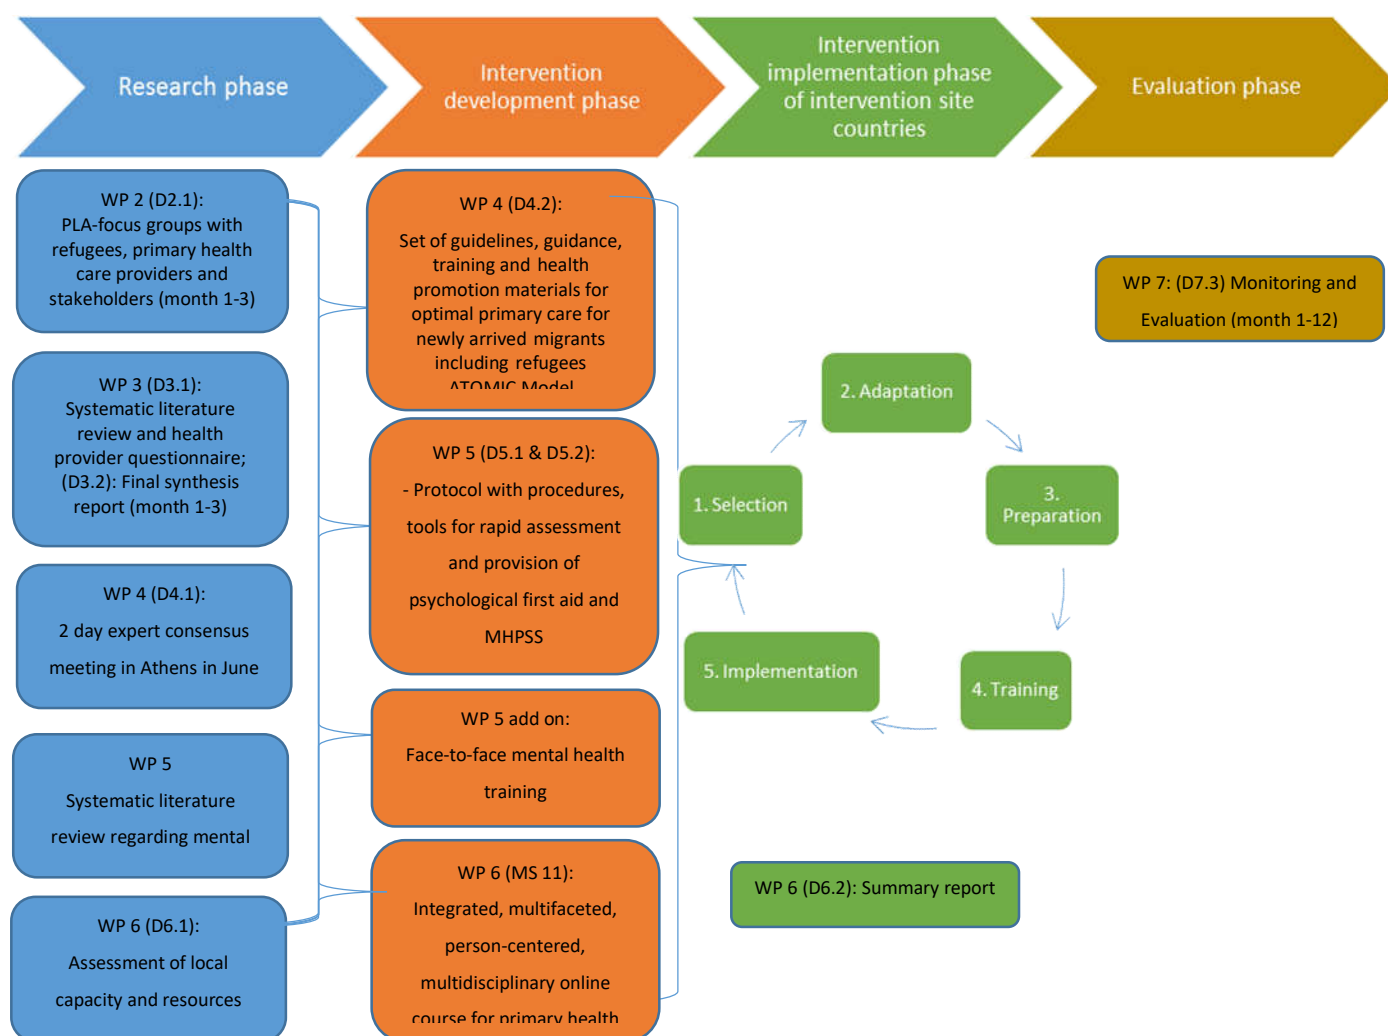 Research phase
Intervention
development phase
Intervention
implementation phase
of intervention site
countries
Evaluation phase
WP 2 (D2.1):
PLA-focus groups with
refugees, primary health
care providers and
stakeholders (month 1-3)
WP 3 (D3.1):
Systematic literature
review and health
provider questionnaire;
(D3.2): Final synthesis
report (month 1-3)
WP 4 (D4.1):
2 day expert consensus
meeting in Athens in June
WP 5
Systematic literature
review regarding mental
WP 6 (D6.1):
Assessment of local
capacity and resources
WP 4 (D4.2):
Set of guidelines, guidance,
training and health
promotion materials for
optimal primary care for
newly arrived migrants
including refugees
ATOMIC Model
WP 5 (D5.1 & D5.2):
- Protocol with procedures,
tools for rapid assessment
and provision of
psychological first aid and
MHPSS
WP 5 add on:
Face-to-face mental health
training
WP 6 (MS 11):
Integrated, multifaceted,
person-centered,
multidisciplinary online
course for primary health
1. Selection
2. Adaptation
3.
Preparation
4. Training
5. Implementation
WP 6 (D6.2): Summary report
WP 7: (D7.3) Monitoring and
Evaluation (month 1-12)